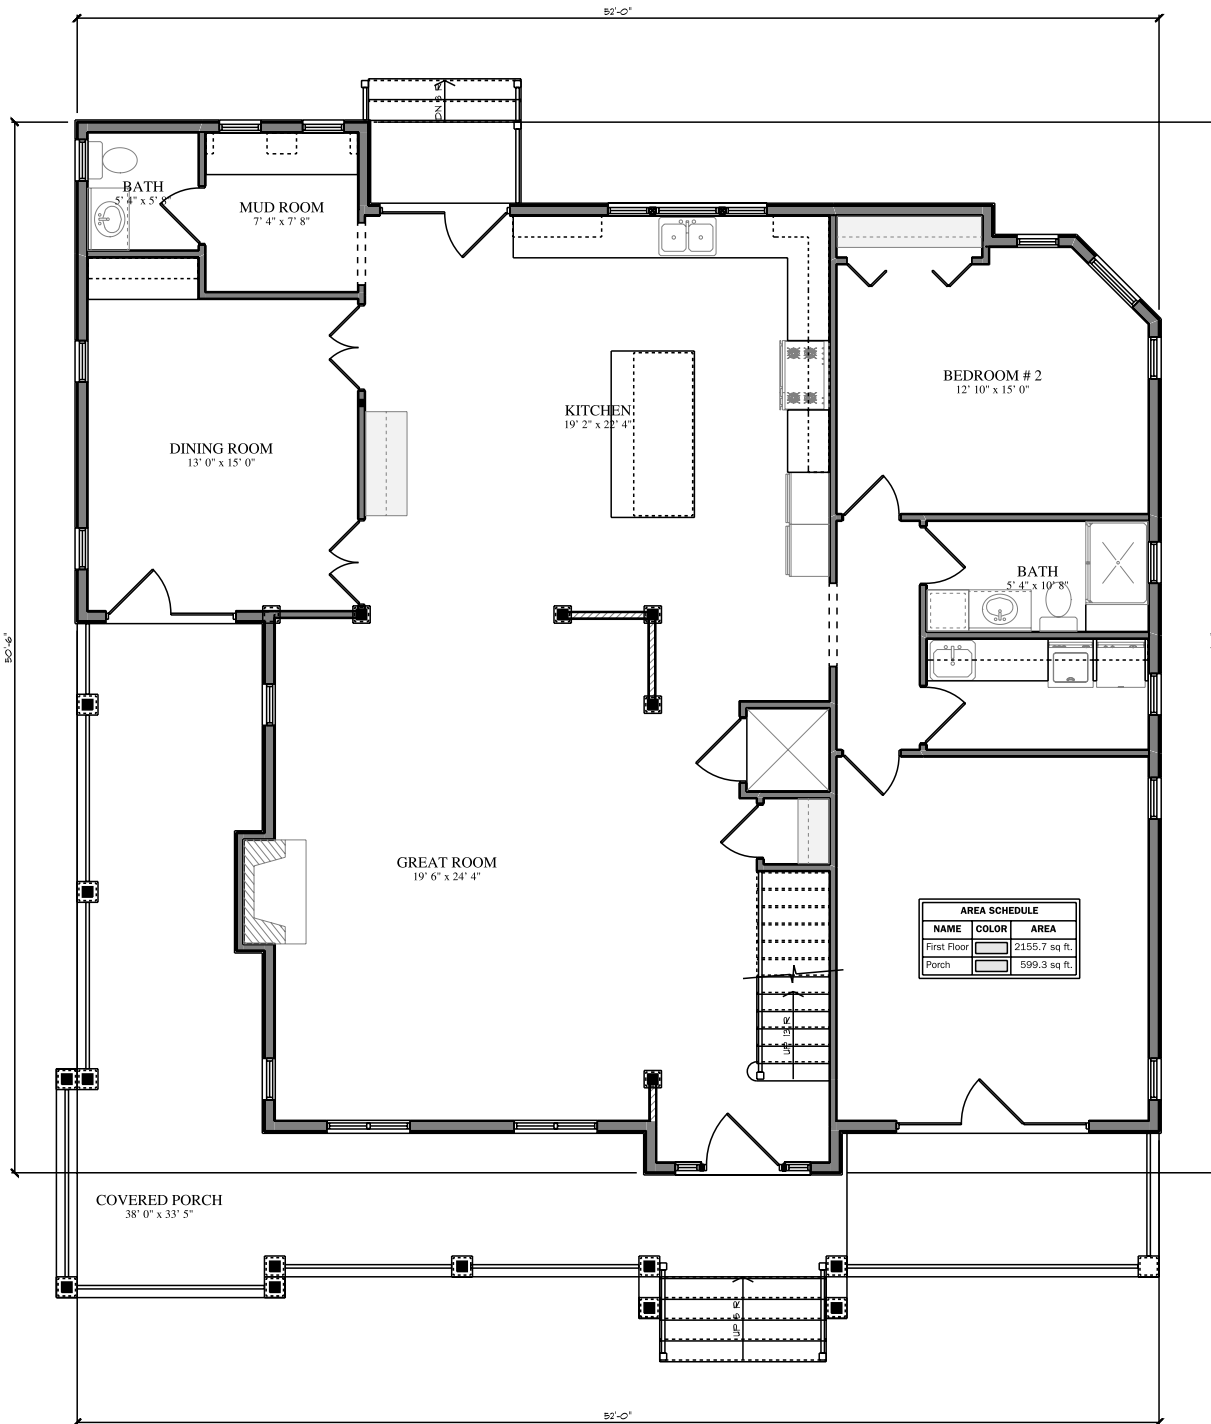 52'-0"
DN 5 R
BATH
5' 4" x 5' 8"
MUD ROOM
7' 4" x 7' 8"
BEDROOM # 2
12' 10" x 15' 0"
KITCHEN
19' 2" x 22' 4"
DINING ROOM
13' 0" x 15' 0"
BATH
5' 4" x 10' 8"
50'-6"
GREAT ROOM
19' 6" x 24' 4"
AREA SCHEDULE
NAME COLOR AREA
First Floor 2155.7 sq ft.
Porch 599.3 sq ft.
UP 13 R
COVERED PORCH
38' 0" x 33' 5"
UP 5 R
52'-0"